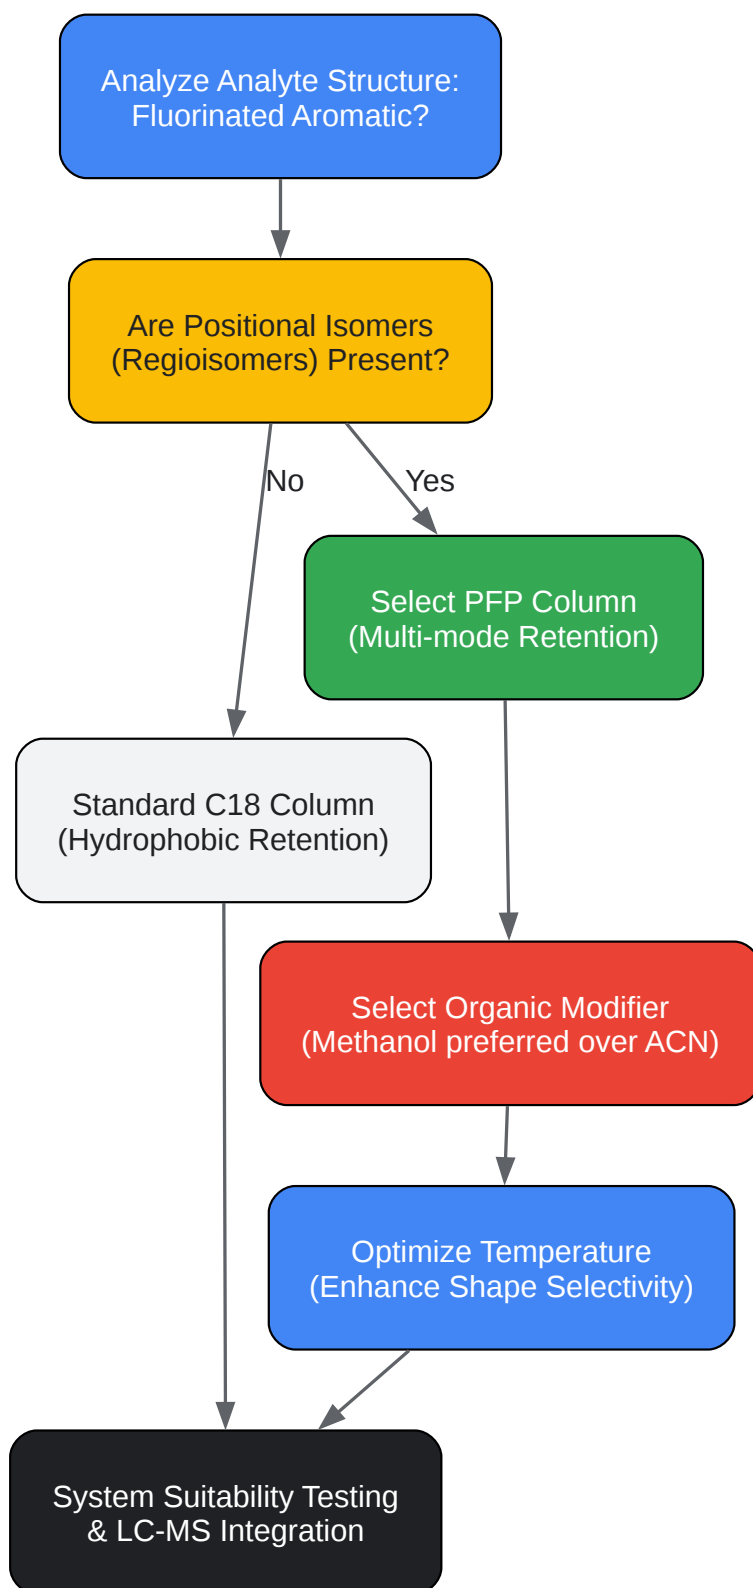 Analyze Analyte Structure:
Fluorinated Aromatic?
Are Positional Isomers
(Regioisomers) Present?
No
Yes
Select PFP Column
(Multi-mode Retention)
Standard C18 Column
(Hydrophobic Retention)
Select Organic Modifier
(Methanol preferred over ACN)
Optimize Temperature
(Enhance Shape Selectivity)
System Suitability Testing
& LC-MS Integration